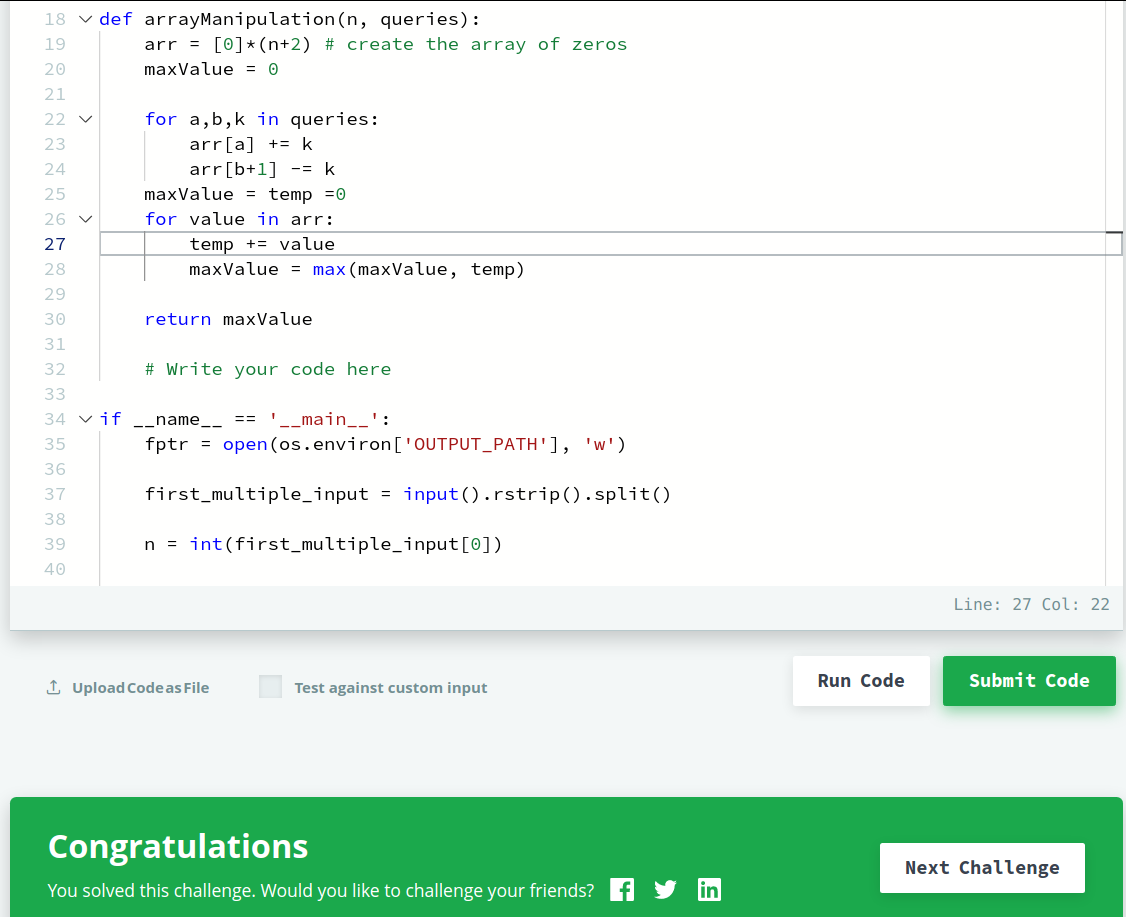 18 def arrayManipulation(n, queries):
19     arr = [0]*(n+2) # create the array of zeros
20     maxValue = 0
21
22     for a,b,k in queries:
23         arr[a] += k
24         arr[b+1] -= k
25     maxValue = temp =0
26     for value in arr:
27         temp += value
28         maxValue = max(maxValue, temp)
29
30     return maxValue
31
32     # Write your code here
33
34 if __name__ == '__main__':
35     fptr = open(os.environ['OUTPUT_PATH'], 'w')
36
37     first_multiple_input = input().rstrip().split()
38
39     n = int(first_multiple_input[0])
40
Line: 27 Col: 22
Upload Code as File Test against custom input Run Code Submit Code
Congratulations
Next Challenge
You solved this challenge. Would you like to challenge your friends?